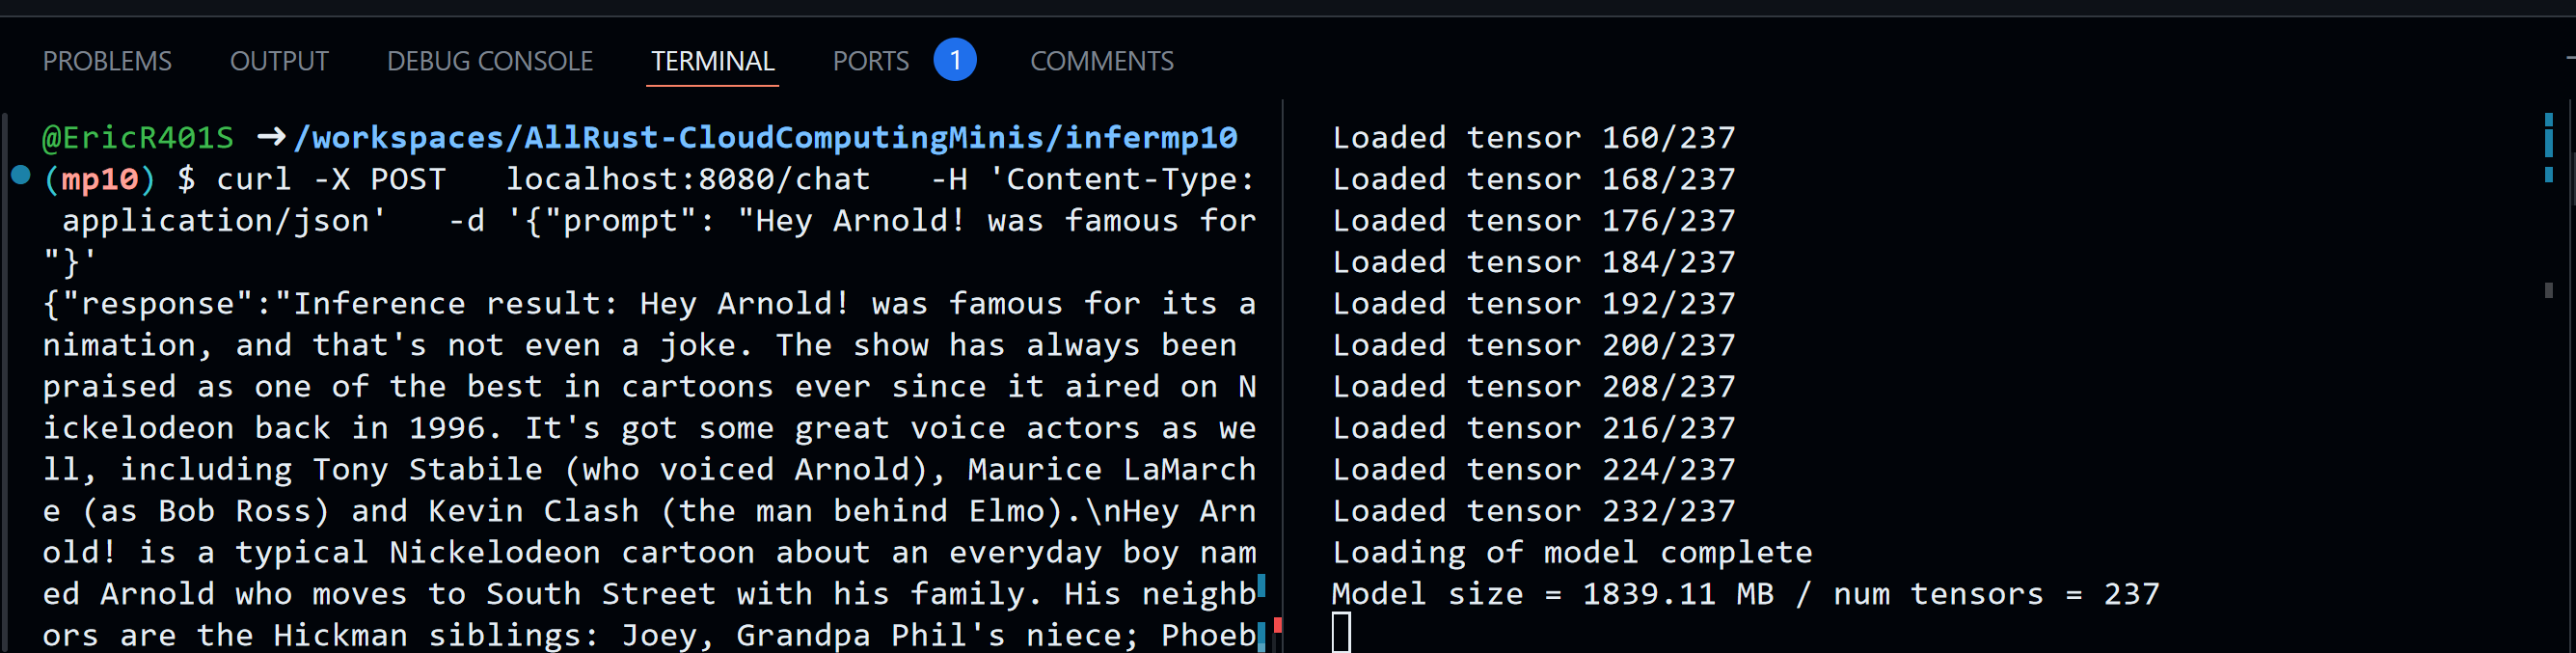 PROBLEMS OUTPUT DEBUG CONSOLE TERMINAL PORTS 1 COMMENTS
@EricR401S ➜ /workspaces/AllRust-CloudComputingMinis/infermp10
(mp10) $ curl -X POST   localhost:8080/chat   -H 'Content-Type:
 application/json'   -d '{"prompt": "Hey Arnold! was famous for
"}'
{"response":"Inference result: Hey Arnold! was famous for its a
nimation, and that's not even a joke. The show has always been
praised as one of the best in cartoons ever since it aired on N
ickelodeon back in 1996. It's got some great voice actors as we
ll, including Tony Stabile (who voiced Arnold), Maurice LaMarch
e (as Bob Ross) and Kevin Clash (the man behind Elmo).\nHey Arn
old! is a typical Nickelodeon cartoon about an everyday boy nam
ed Arnold who moves to South Street with his family. His neighb
ors are the Hickman siblings: Joey, Grandpa Phil's niece; Phoeb
Loaded tensor 160/237
Loaded tensor 168/237
Loaded tensor 176/237
Loaded tensor 184/237
Loaded tensor 192/237
Loaded tensor 200/237
Loaded tensor 208/237
Loaded tensor 216/237
Loaded tensor 224/237
Loaded tensor 232/237
Loading of model complete
Model size = 1839.11 MB / num tensors = 237